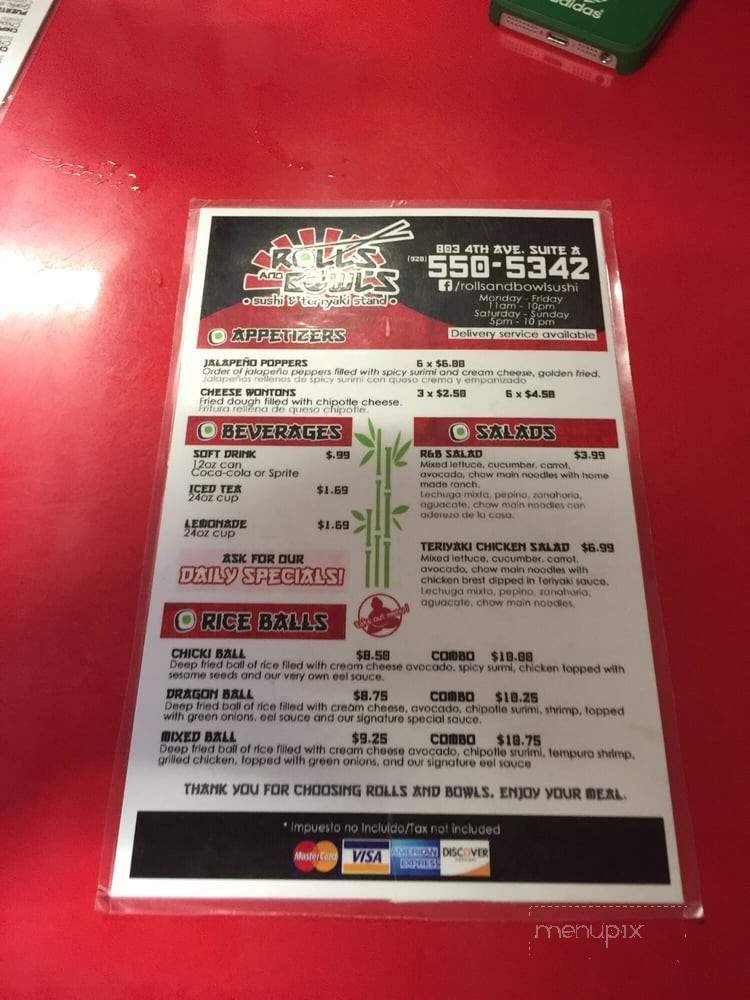 adidas
ROLLS
AND
BOWLS
• sushi & teriyaki stand •
803 4TH AVE. SUITE A
(928) 550-5342
/rollsandbowlsushi
Monday - Friday
11am - 10pm
Saturday - Sunday
5pm - 10 pm
Delivery service available
APPETIZERS
JALAPEÑO POPPERS 6 x $6.00
Order of jalapeño peppers filled with spicy surimi and cream cheese, golden fried.
Jalapeños rellenos de spicy surimi con queso crema y empanizado
CHEESE WONTONS 3 x $2.50 6 x $4.50
Fried dough filled with chipotle cheese.
Fritura rellena de queso chipotle.
BEVERAGES
SOFT DRINK $.99
12oz can
Coca-cola or Sprite
ICED TEA $1.69
24oz cup
LEMONADE $1.69
24oz cup
ASK FOR OUR
DAILY SPECIALS!
SALADS
R&B SALAD $3.99
Mixed lettuce, cucumber, carrot,
avocado, chow main noodles with home
made ranch.
Lechuga mixta, pepino, zanahoria,
aguacate, chow main noodles con
aderezo de la casa.
TERIYAKI CHICKEN SALAD $6.99
Mixed lettuce, cucumber, carrot,
avocado, chow main noodles with
chicken brest dipped in Teriyaki sauce.
Lechuga mixta, pepino, zanahoria,
aguacate, chow main noodles.
RICE BALLS
CHICKI BALL $8.50 COMBO $10.00
Deep fried ball of rice filed with cream cheese avocado, spicy surmi, chicken topped with
sesame seeds and our very own eel sauce.
DRAGON BALL $8.75 COMBO $10.25
Deep fried ball of rice filled with cream cheese, avocado, chipotle surimi, shrimp, topped
with green onions, eel sauce and our signature special sauce.
MIXED BALL $9.25 COMBO $10.75
Deep fried ball of rice filled with cream cheese avocado, chipotle srurimi, tempura shrimp,
grilled chicken, topped with green onions, and our signature eel sauce
THANK YOU FOR CHOOSING ROLLS AND BOWLS. ENJOY YOUR MEAL.
* Impuesto no Incluido/Tax not included
MasterCard VISA AMERICAN EXPRESS DISCOVER
menupix